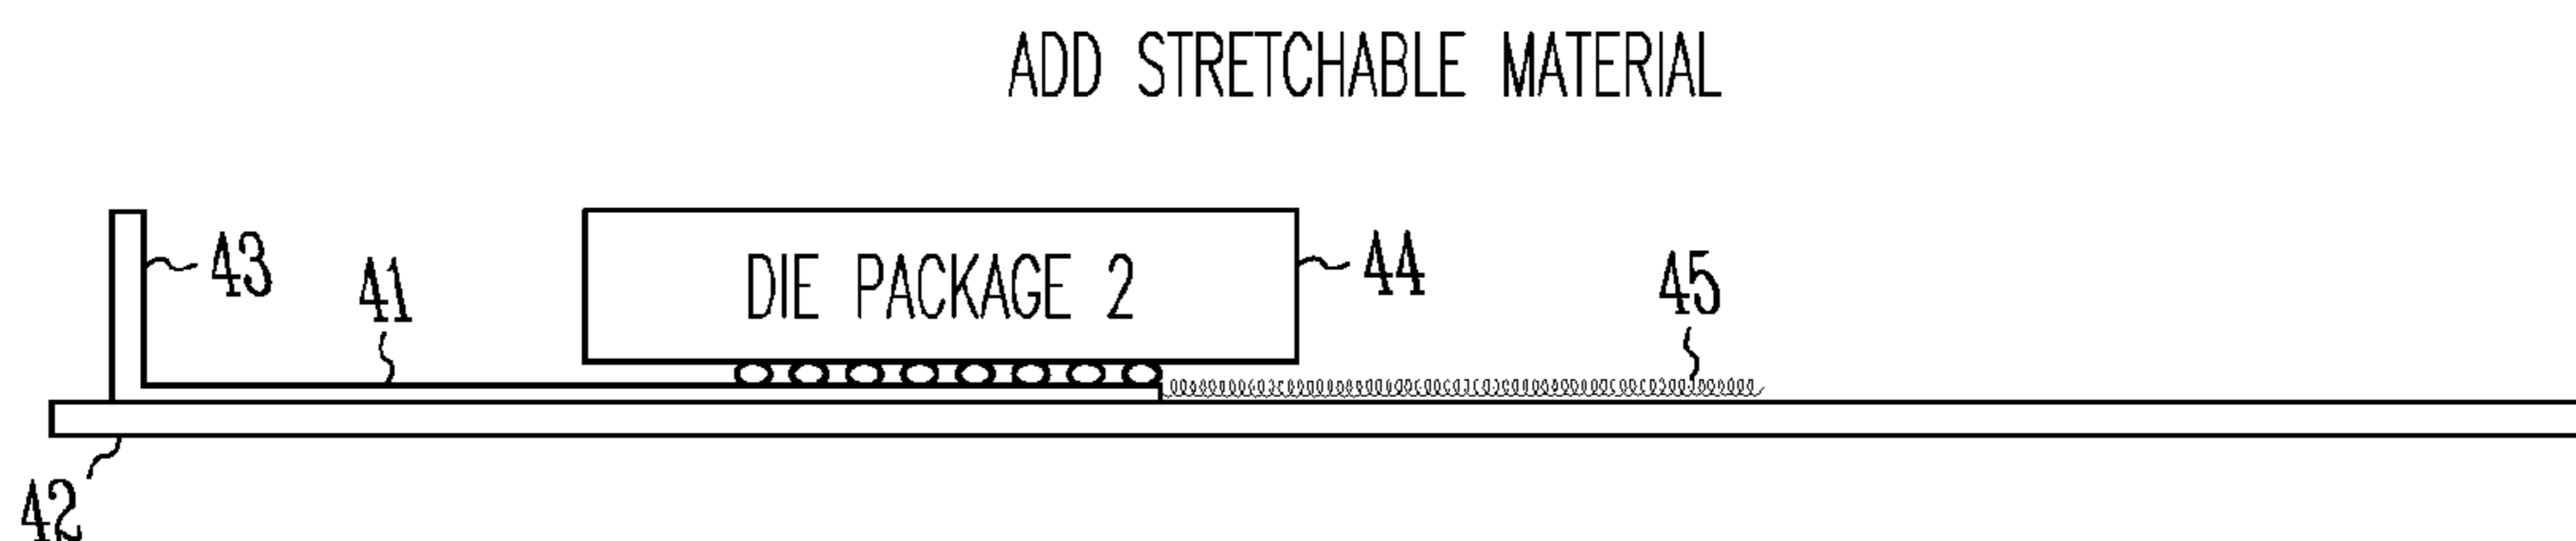 ADD STRETCHABLE MATERIAL
43
41
DIE PACKAGE 2
44
45
42